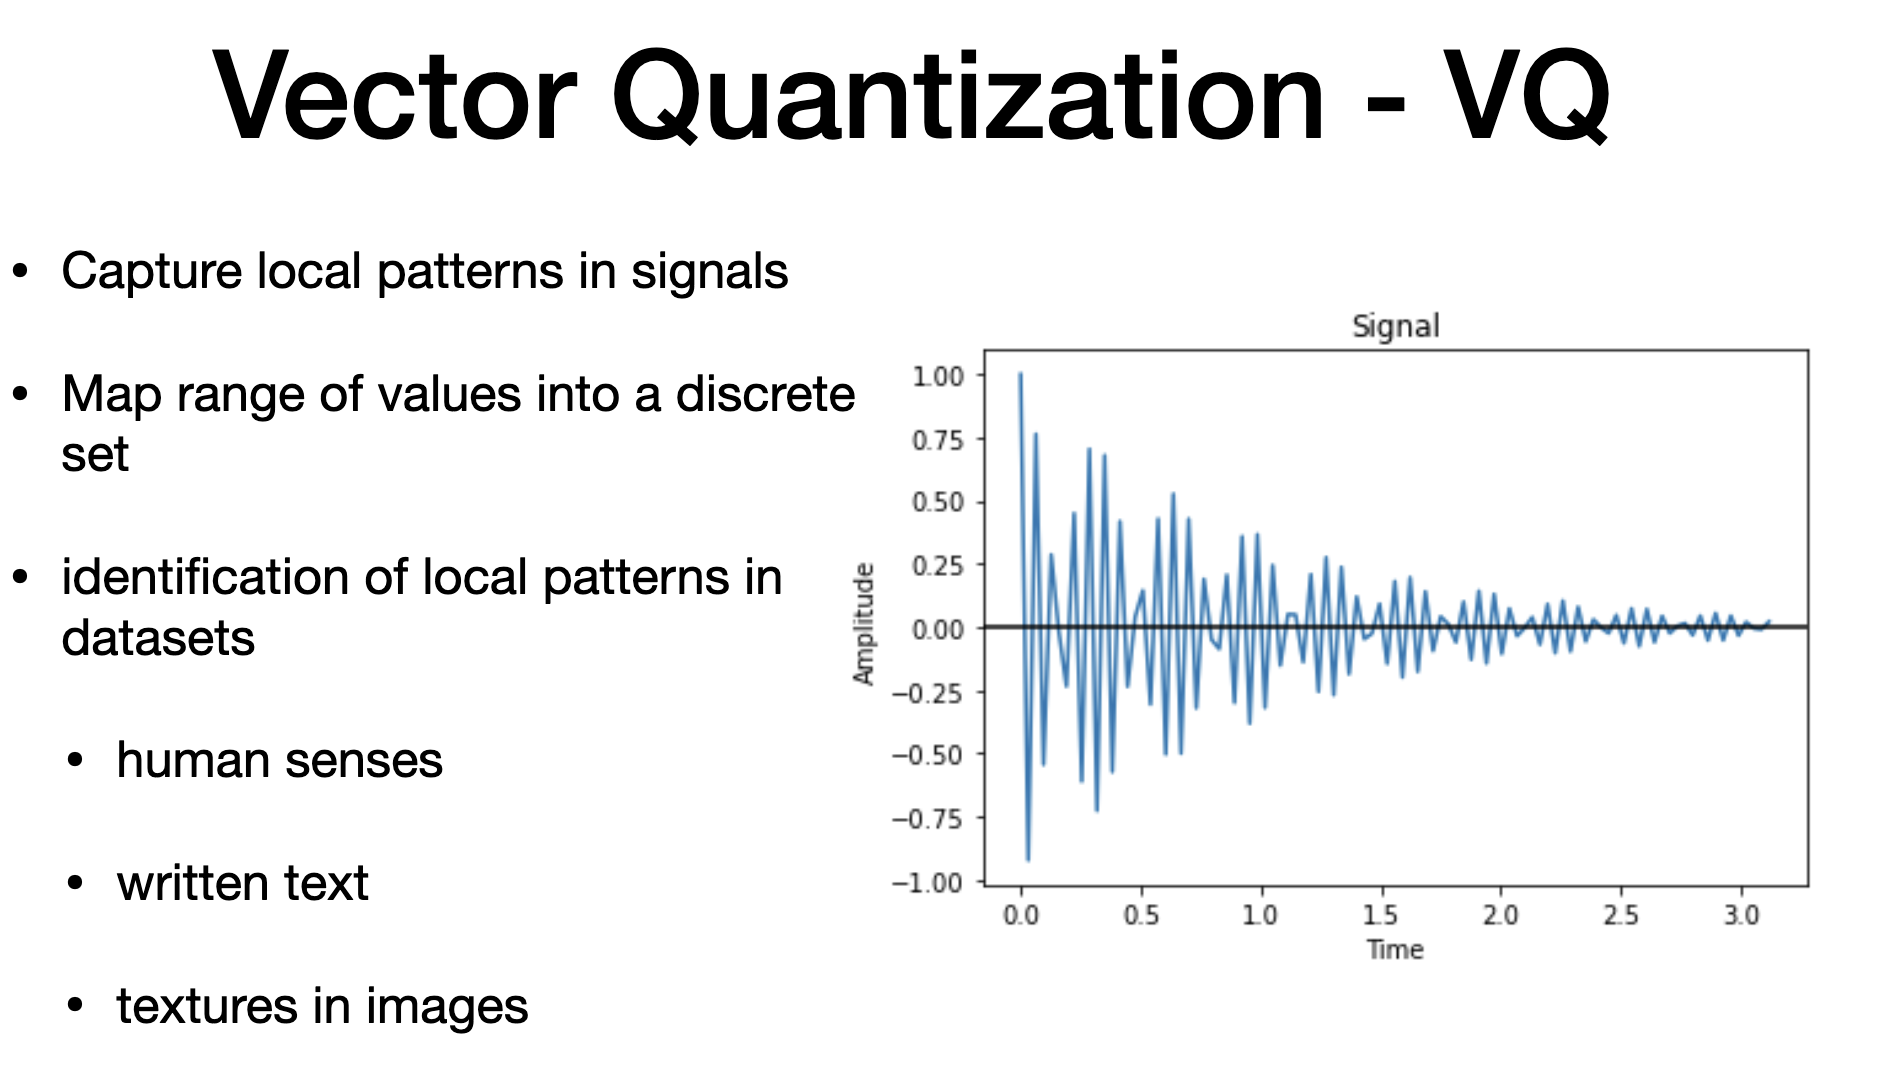 Vector Quantization - VQ
• Capture local patterns in signals
• Map range of values into a discrete
set
• identification of local patterns in
datasets
• human senses
• written text
• textures in images
Signal
1.00
0.75
0.50
0.25
0.00
−0.25
−0.50
−0.75
−1.00
Amplitude
0.0 0.5 1.0 1.5 2.0 2.5 3.0
Time